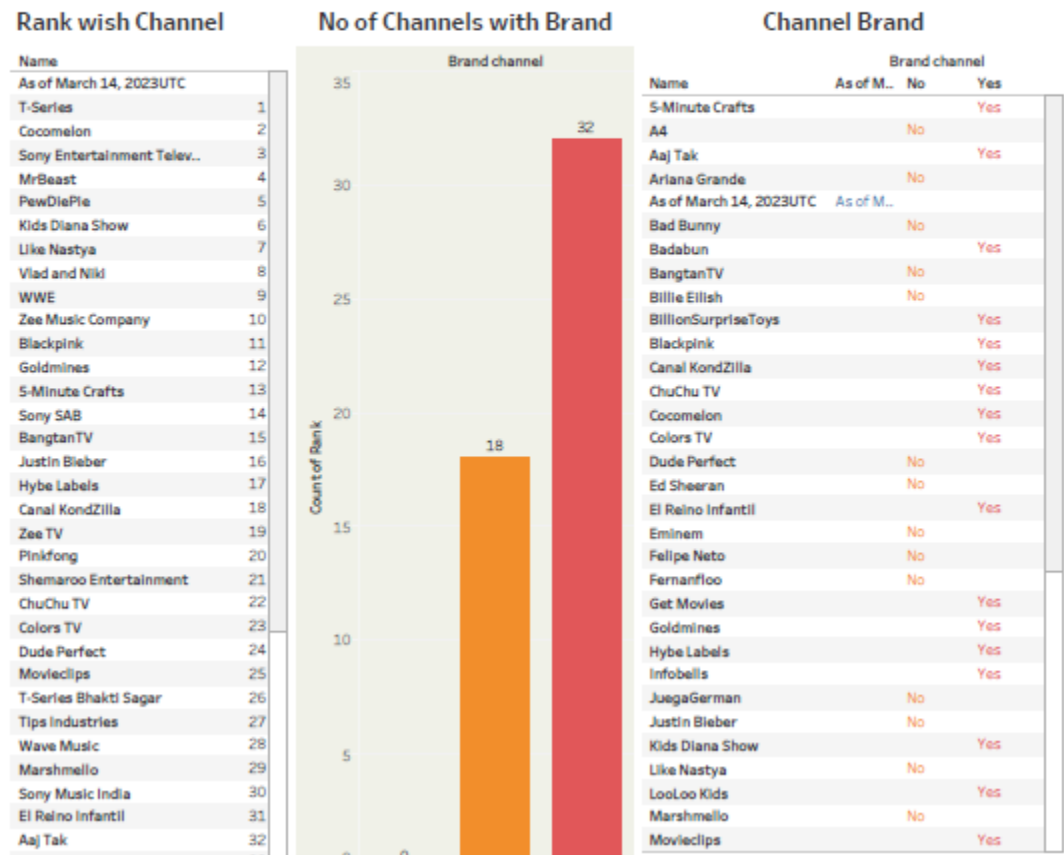 Rank wish Channel
Name
As of March 14, 2023UTC
T-Series 1
Cocomelon 2
Sony Entertainment Telev... 3
MrBeast 4
PewDiePie 5
Kids Diana Show 6
Like Nastya 7
Vlad and Niki 8
WWE 9
Zee Music Company 10
Blackpink 11
Goldmines 12
5-Minute Crafts 13
Sony SAB 14
BangtanTV 15
Justin Bieber 16
Hybe Labels 17
Canal KondZilla 18
Zee TV 19
Pinkfong 20
Shemaroo Entertainment 21
ChuChu TV 22
Colors TV 23
Dude Perfect 24
Movieclips 25
T-Series Bhakti Sagar 26
Tips Industries 27
Wave Music 28
Marshmello 29
Sony Music India 30
El Reino Infantil 31
Aaj Tak 32
No of Channels with Brand
Brand channel
35
30
25
20
15
10
5
Count of Rank
18
32
Channel Brand
Brand channel
Name As of M... No Yes
5-Minute Crafts Yes
A4 No
Aaj Tak Yes
Ariana Grande No
As of March 14, 2023UTC As of M...
Bad Bunny No
Badabun Yes
BangtanTV No
Billie Eilish No
BillionSurpriseToys Yes
Blackpink Yes
Canal KondZilla Yes
ChuChu TV Yes
Cocomelon Yes
Colors TV Yes
Dude Perfect No
Ed Sheeran No
El Reino Infantil Yes
Eminem No
Felipe Neto No
Fernanfloo No
Get Movies Yes
Goldmines Yes
Hybe Labels Yes
Infobells Yes
JuegaGerman No
Justin Bieber No
Kids Diana Show Yes
Like Nastya No
LooLoo Kids Yes
Marshmello No
Movieclips Yes